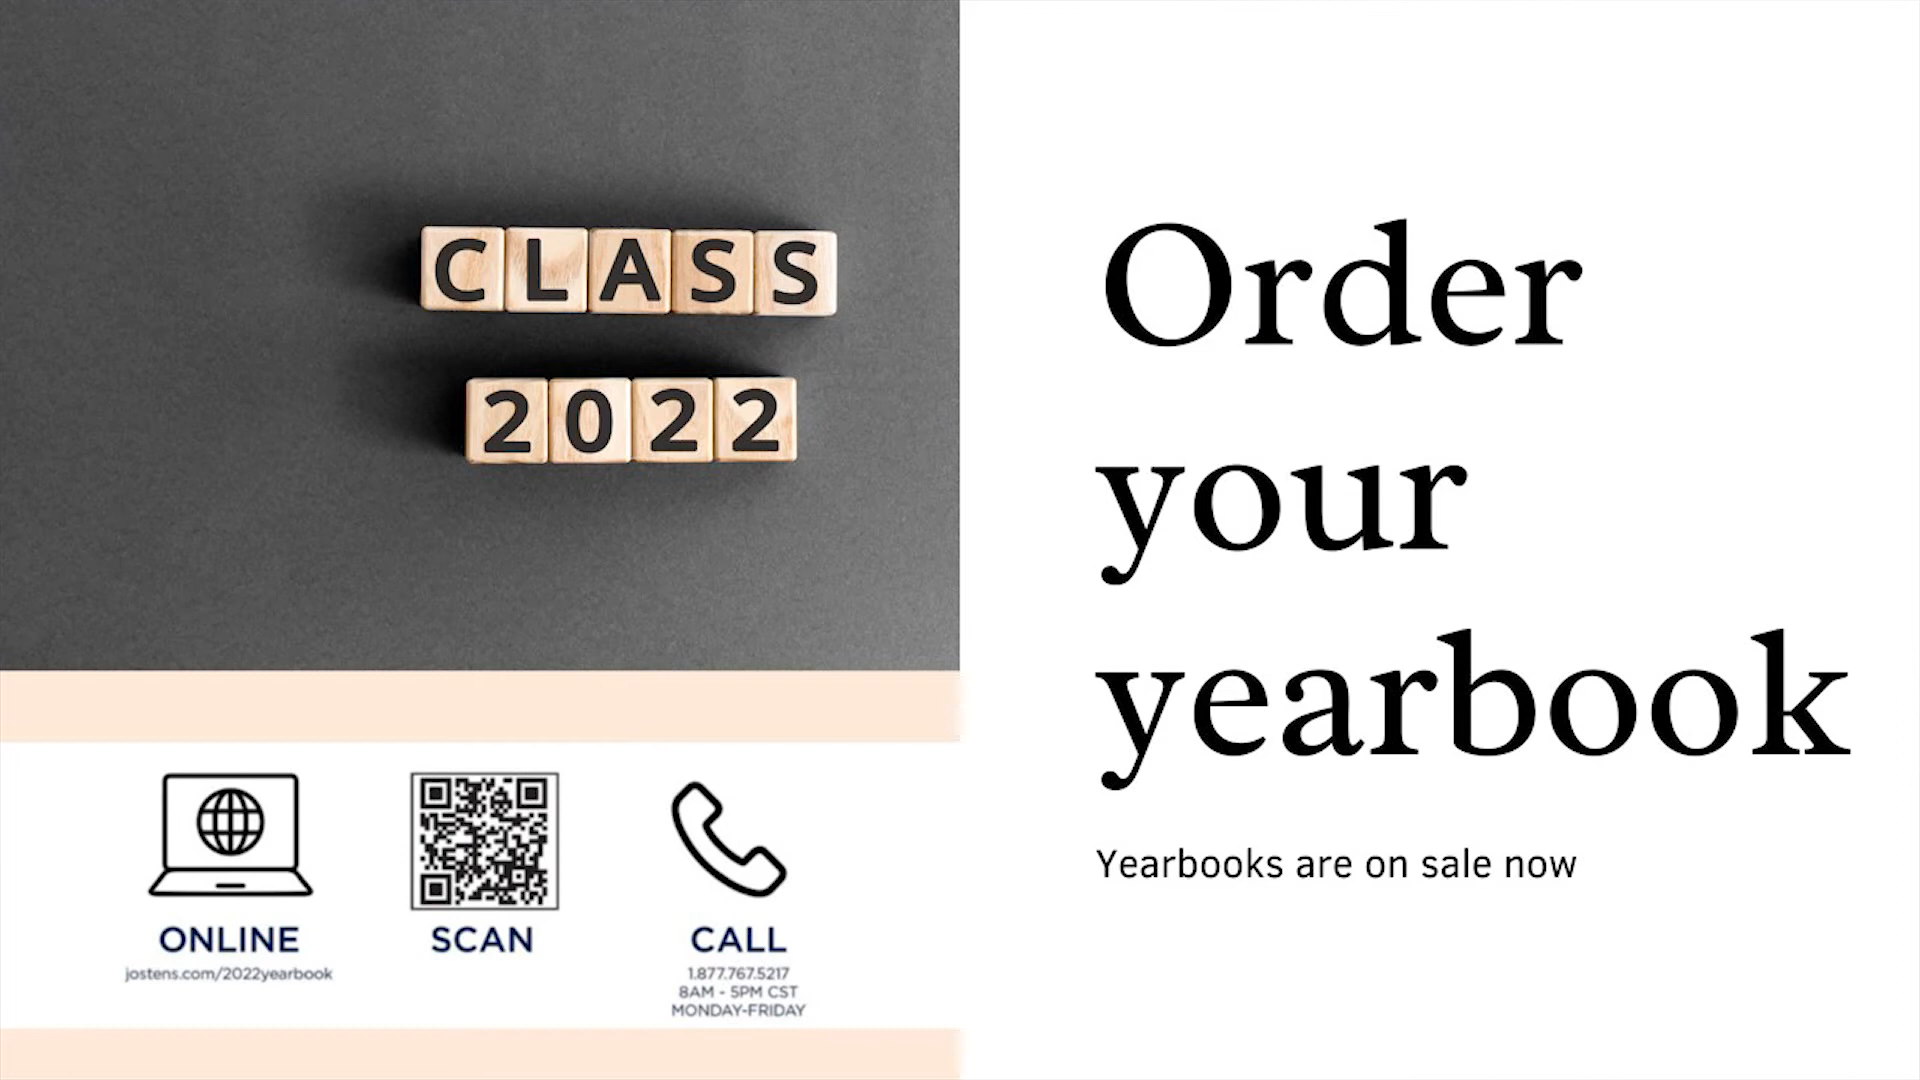 CLASS
2022
ONLINE
jostens.com/2022yearbook
SCAN
CALL
1.877.767.5217
8AM - 5PM CST
MONDAY-FRIDAY
Order
your
yearbook
Yearbooks are on sale now